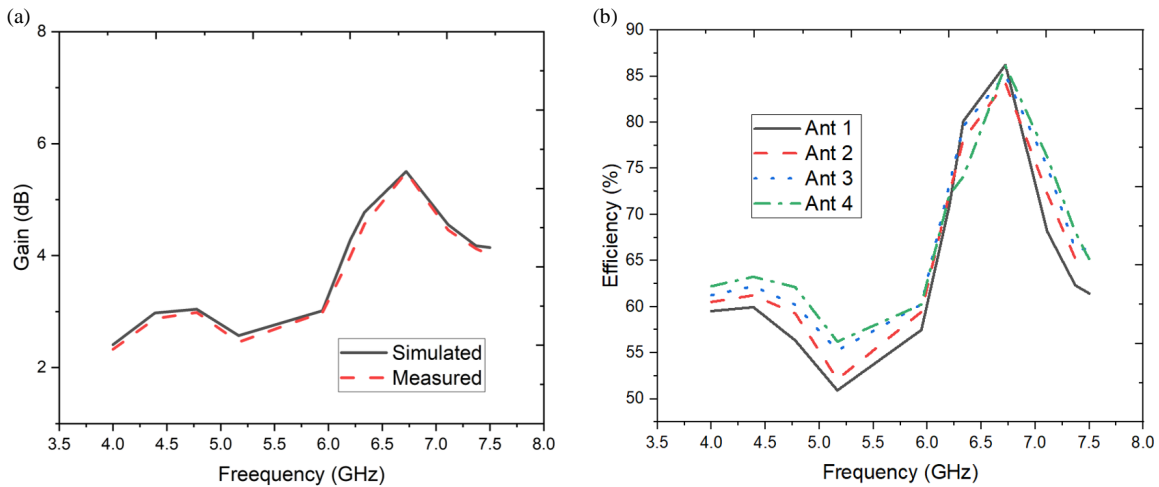 (a)
8
6
4
2
Gain (dB)
Simulated
Measured
3.5 4.0 4.5 5.0 5.5 6.0 6.5 7.0 7.5 8.0
Freequency (GHz)
(b)
90
85
80
75
70
65
60
55
50
Efficiency (%)
Ant 1
Ant 2
Ant 3
Ant 4
3.5 4.0 4.5 5.0 5.5 6.0 6.5 7.0 7.5 8.0
Frequency (GHz)